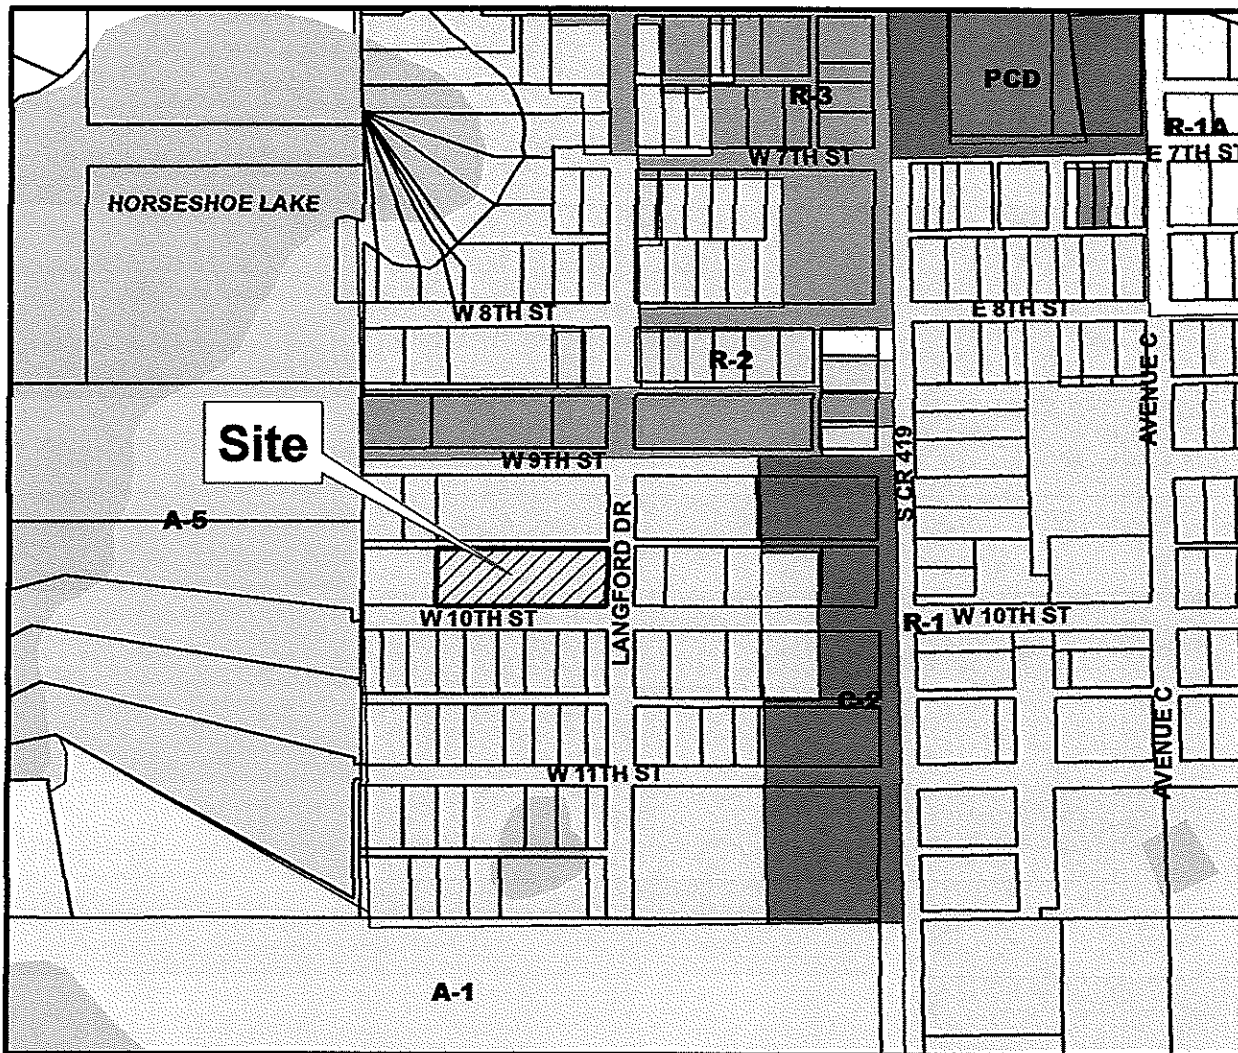 PCD
R-3
R-1A
W 7TH ST
E 7TH ST
HORSESHOE LAKE
W 8TH ST
E 8TH ST
R-2
AVENUE C
Site
W 9TH ST
S CR 419
A-5
LANGFORD DR
W 10TH ST
R-1
W 10TH ST
C-2
AVENUE C
W 11TH ST
A-1